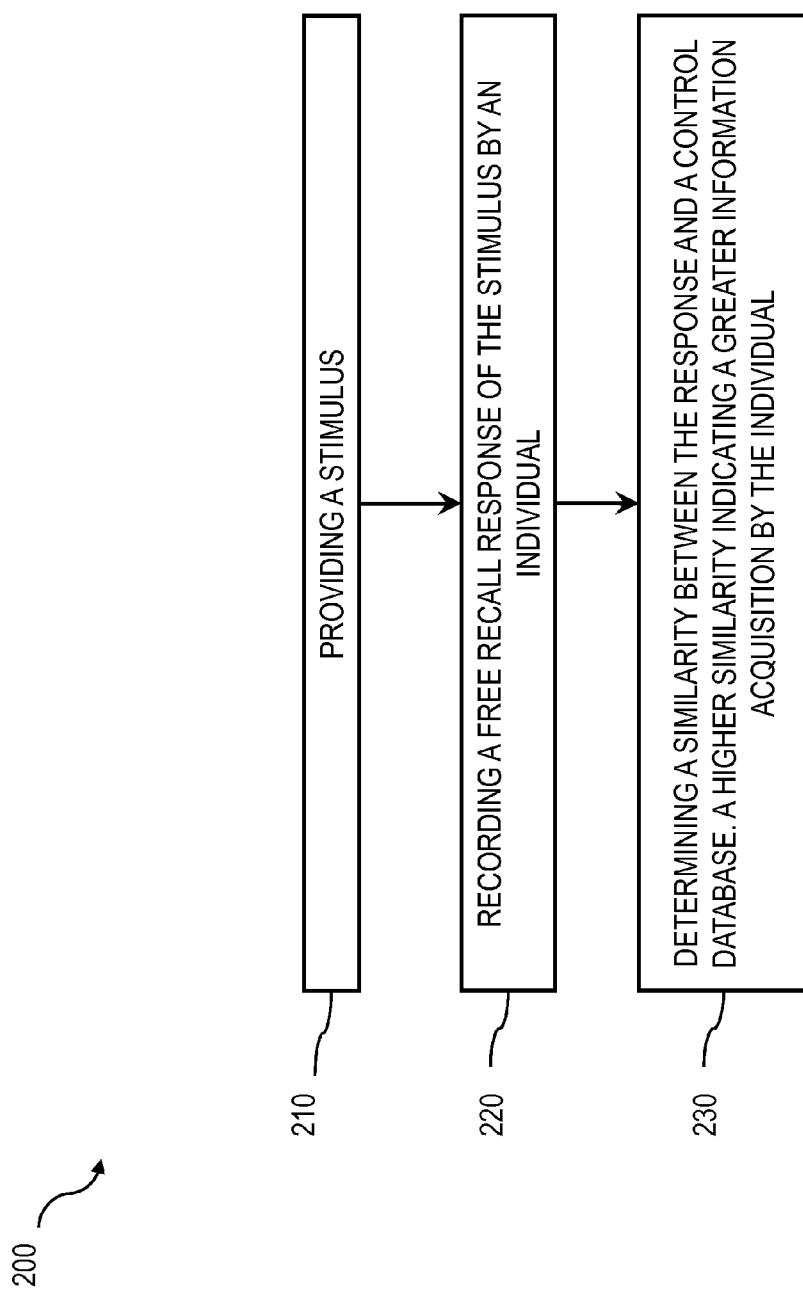 200
210
PROVIDING A STIMULUS
220
RECORDING A FREE RECALL RESPONSE OF THE STIMULUS BY AN
INDIVIDUAL
230
DETERMINING A SIMILARITY BETWEEN THE RESPONSE AND A CONTROL
DATABASE. A HIGHER SIMILARITY INDICATING A GREATER INFORMATION
ACQUISITION BY THE INDIVIDUAL